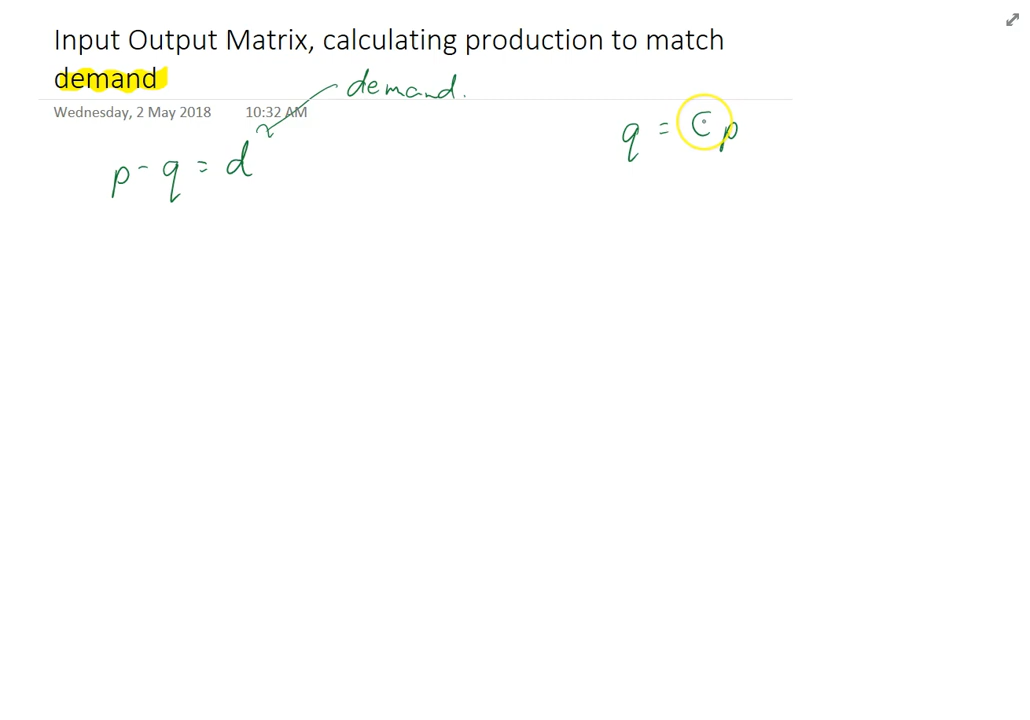 Input Output Matrix, calculating production to match
demand
demand.
Wednesday, 2 May 2018 10:32 AM
q = C p
p - q = d